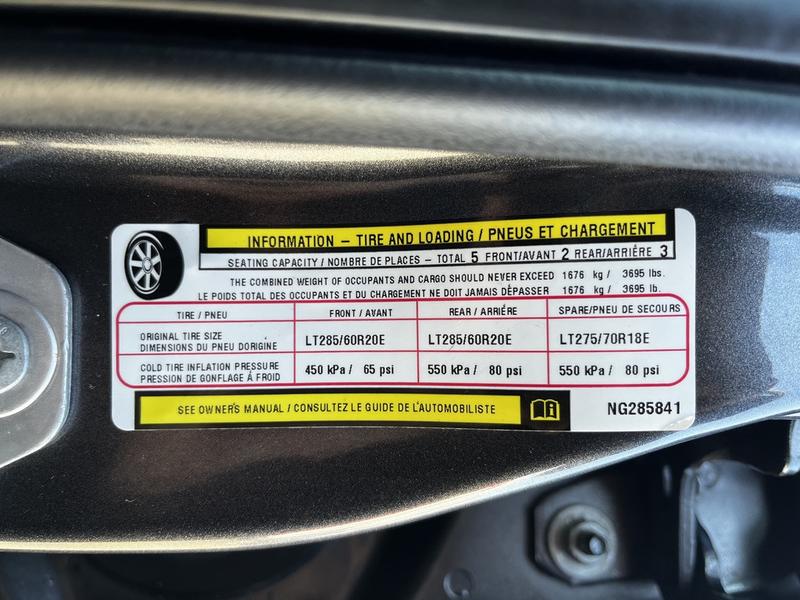 INFORMATION – TIRE AND LOADING / PNEUS ET CHARGEMENT
SEATING CAPACITY / NOMBRE DE PLACES – TOTAL 5 FRONT/AVANT 2 REAR/ARRIÉRE 3
THE COMBINED WEIGHT OF OCCUPANTS AND CARGO SHOULD NEVER EXCEED 1676 kg / 3695 lbs.
LE POIDS TOTAL DES OCCUPANTS ET DU CHARGEMENT NE DOIT JAMAIS DÉPASSER 1676 kg / 3695 lb.
TIRE / PNEU FRONT / AVANT REAR / ARRIÉRE SPARE/PNEU DE SECOURS
ORIGINAL TIRE SIZE
DIMENSIONS DU PNEU DORIGINE LT285/60R20E LT285/60R20E LT275/70R18E
COLD TIRE INFLATION PRESSURE
PRESSION DE GONFLAGE Á FROID 450 kPa / 65 psi 550 kPa / 80 psi 550 kPa / 80 psi
SEE OWNER'S MANUAL / CONSULTEZ LE GUIDE DE L'AUTOMOBILISTE
NG285841